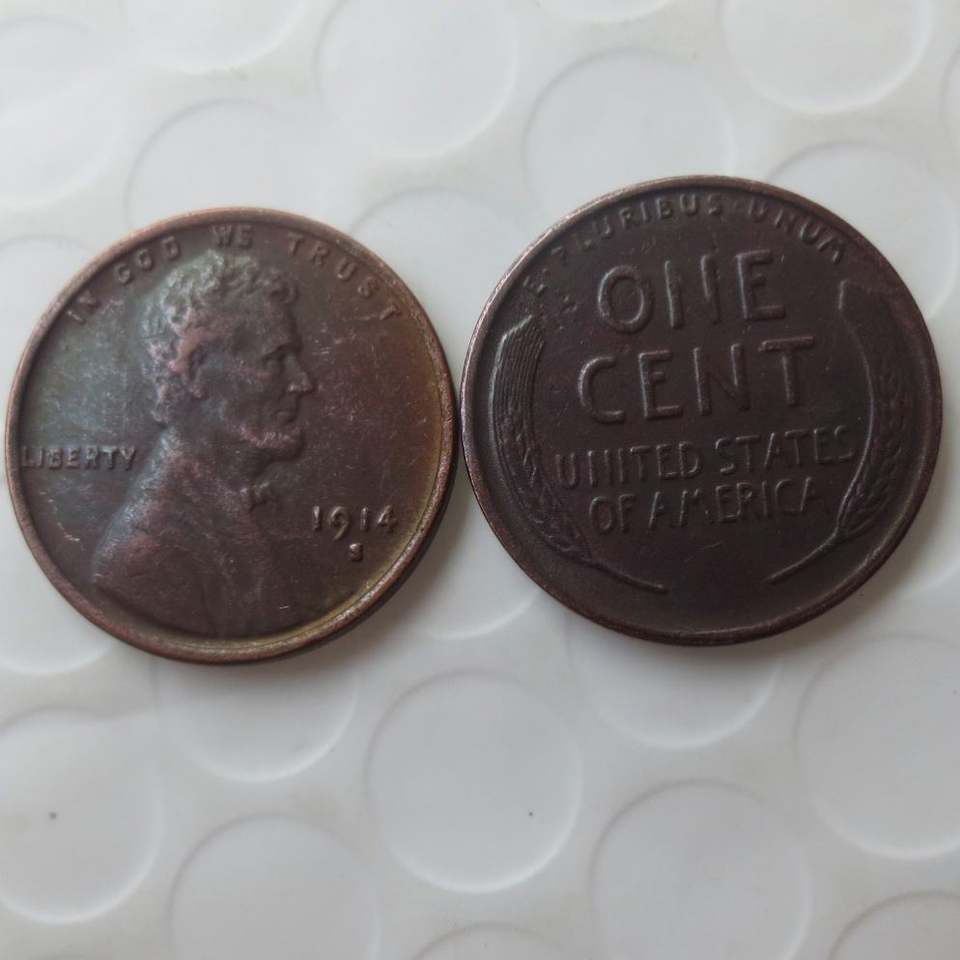 IN GOD WE TRUST
LIBERTY
1914
S
E·PLURIBUS·UNUM
ONE
CENT
UNITED STATES
OF AMERICA